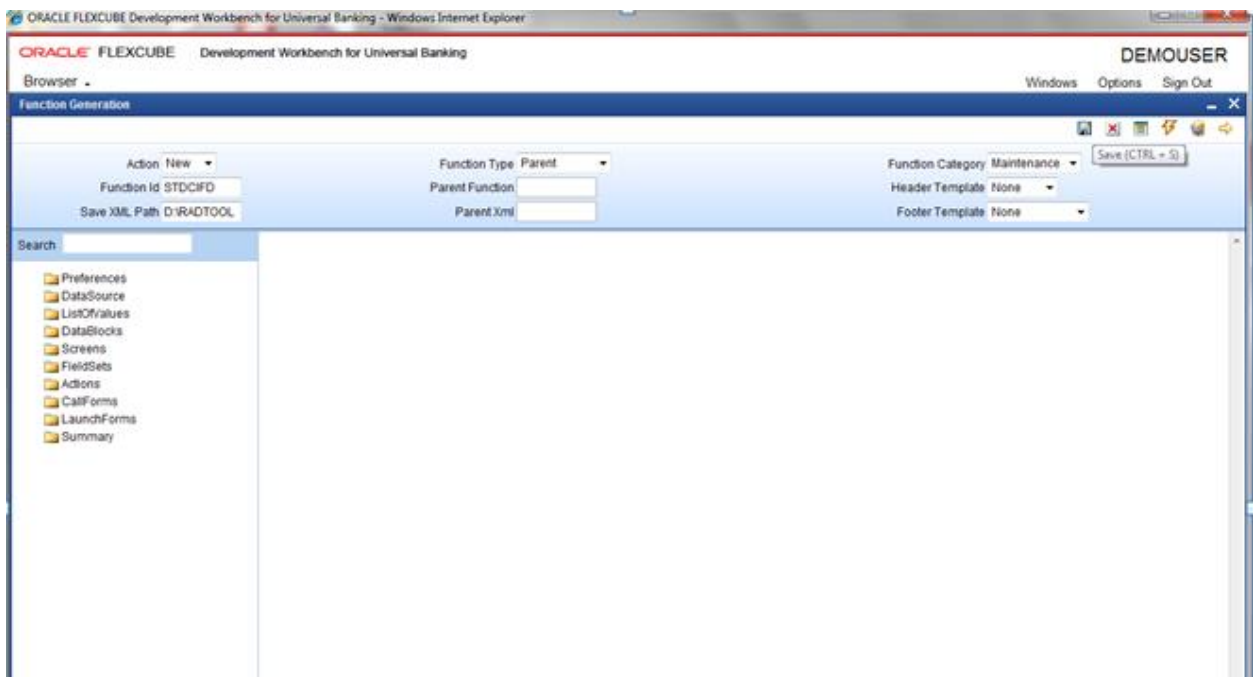 ORACLE FLEXCUBE Development Workbench for Universal Banking - Windows Internet Explorer
ORACLE FLEXCUBE Development Workbench for Universal Banking
DEMOUSER
Browser
Windows Options Sign Out
Function Generation
Action New Function Type Parent Function Category Maintenance Save (CTRL + S)
Function Id STDCIFD Parent Function Header Template None
Save XML Path D:\RADTOOL Parent Xml Footer Template None
Search
Preferences
DataSource
ListOfValues
DataBlocks
Screens
FieldSets
Actions
CallForms
LaunchForms
Summary